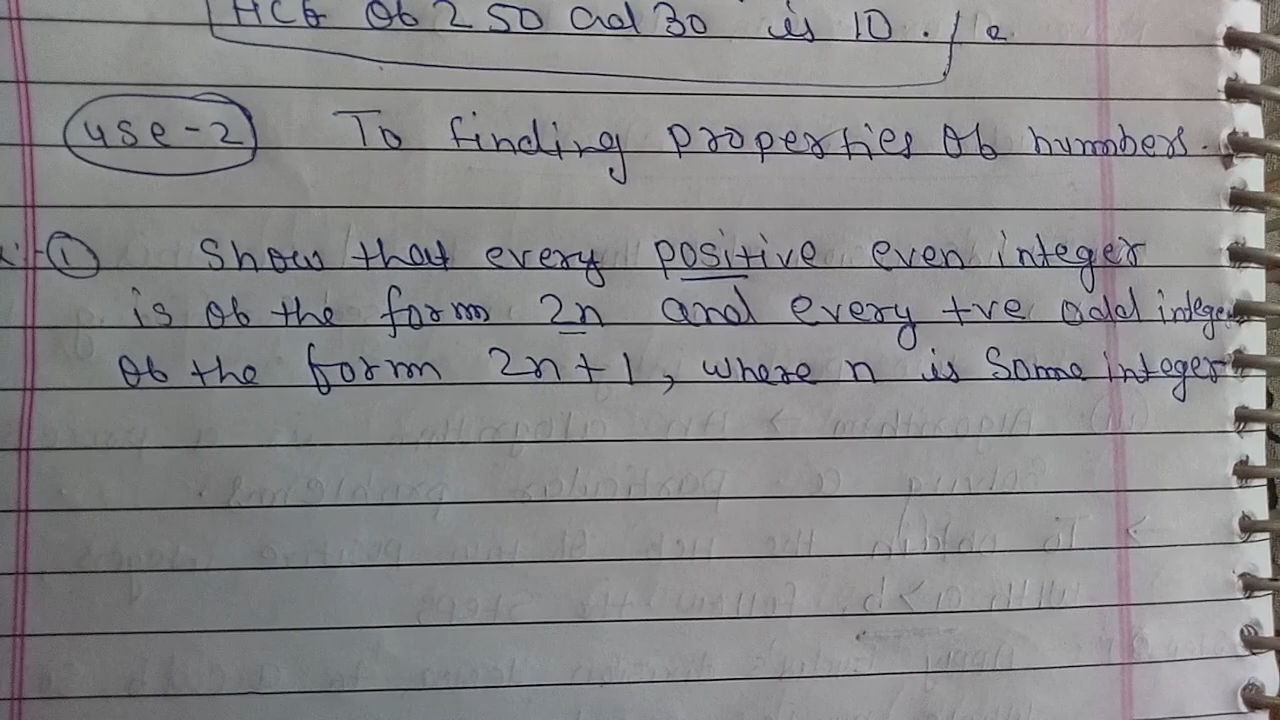 HCF Of 250 and 30 is 10.
use-2 To finding properties Of numbers.
① Show that every positive even integer
is of the form 2n and every +ve odd intege
Of the form 2n+1, where n is some integer